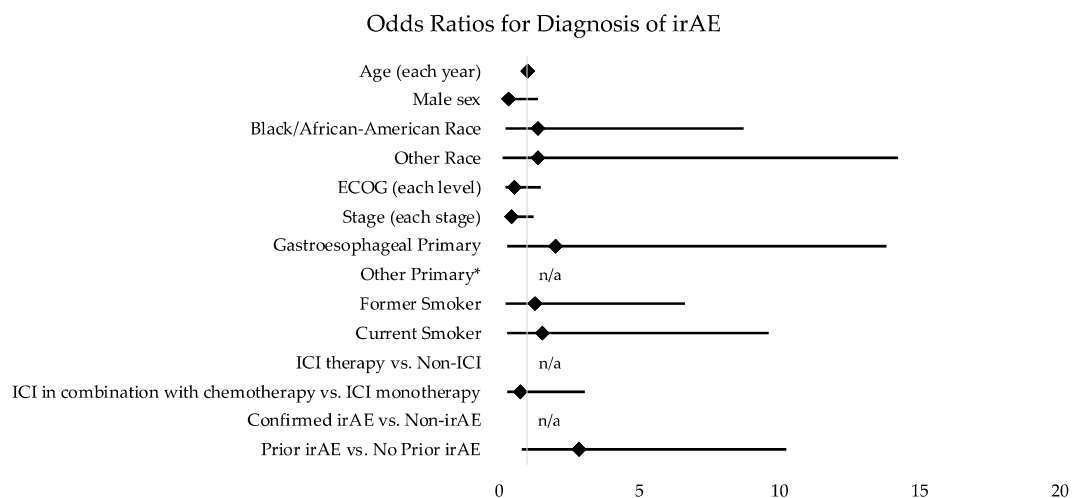 Odds Ratios for Diagnosis of irAE
Age (each year)
Male sex
Black/African-American Race
Other Race
ECOG (each level)
Stage (each stage)
Gastroesophageal Primary
Other Primary* n/a
Former Smoker
Current Smoker
ICI therapy vs. Non-ICI n/a
ICI in combination with chemotherapy vs. ICI monotherapy
Confirmed irAE vs. Non-irAE n/a
Prior irAE vs. No Prior irAE
0 5 10 15 20